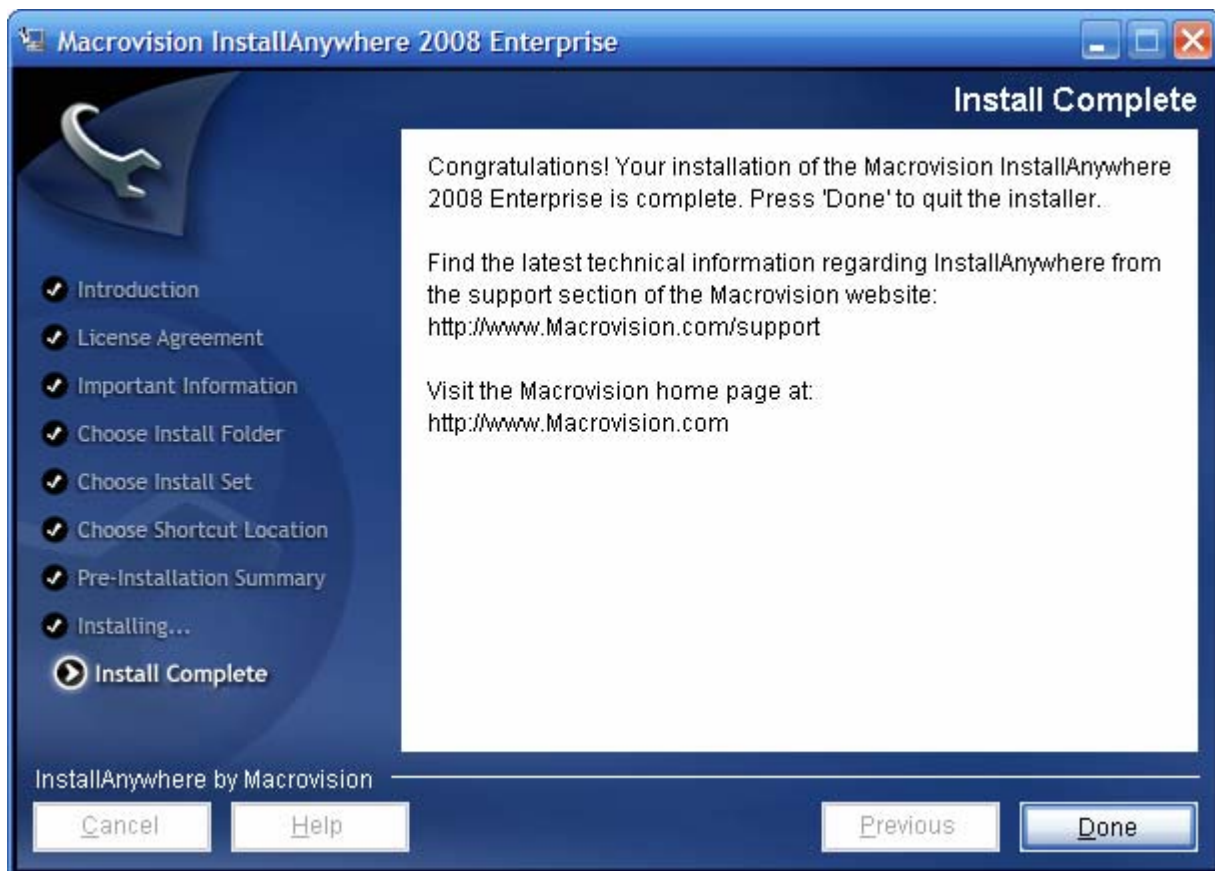 Macrovision InstallAnywhere 2008 Enterprise
Install Complete
Introduction
License Agreement
Important Information
Choose Install Folder
Choose Install Set
Choose Shortcut Location
Pre-Installation Summary
Installing...
Install Complete
Congratulations! Your installation of the Macrovision InstallAnywhere
2008 Enterprise is complete. Press 'Done' to quit the installer.
Find the latest technical information regarding InstallAnywhere from
the support section of the Macrovision website:
http://www.Macrovision.com/support
Visit the Macrovision home page at:
http://www.Macrovision.com
InstallAnywhere by Macrovision
Cancel Help Previous Done